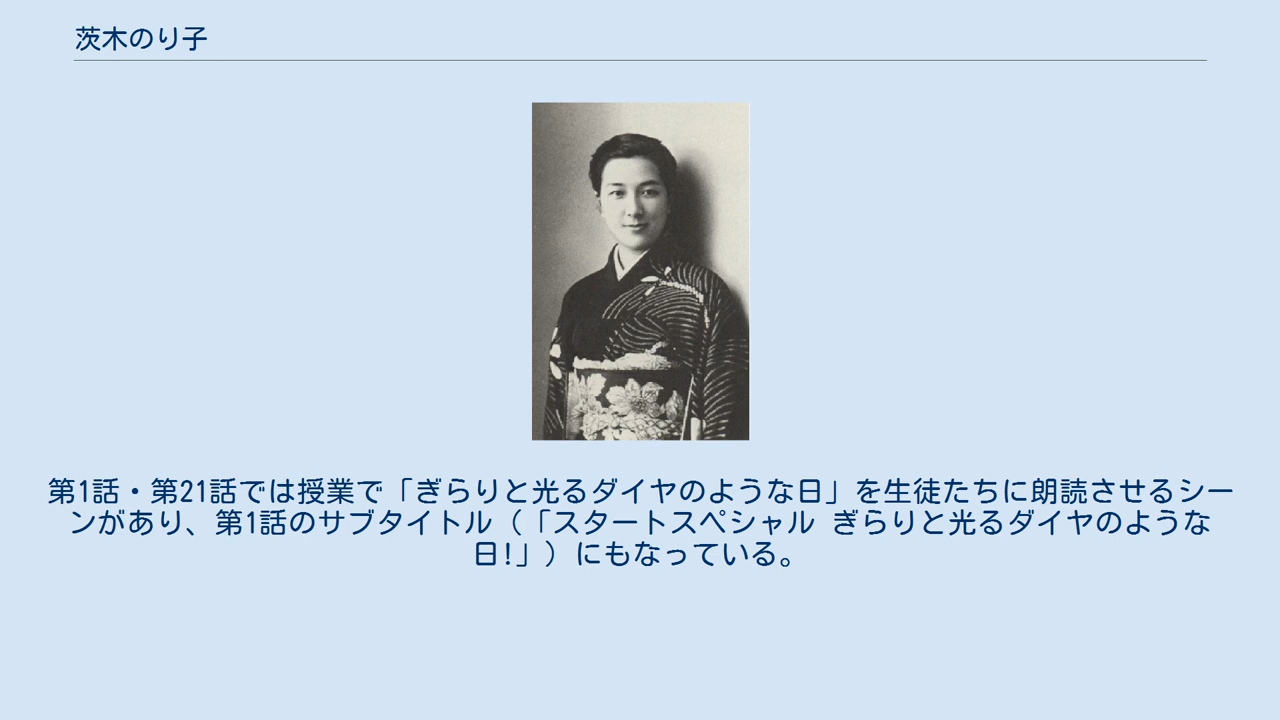 茨木のり子
第1話・第21話では授業で「ぎらりと光るダイヤのような日」を生徒たちに朗読させるシー
ンがあり、第1話のサブタイトル（「スタートスペシャル ぎらりと光るダイヤのような
日!」）にもなっている。